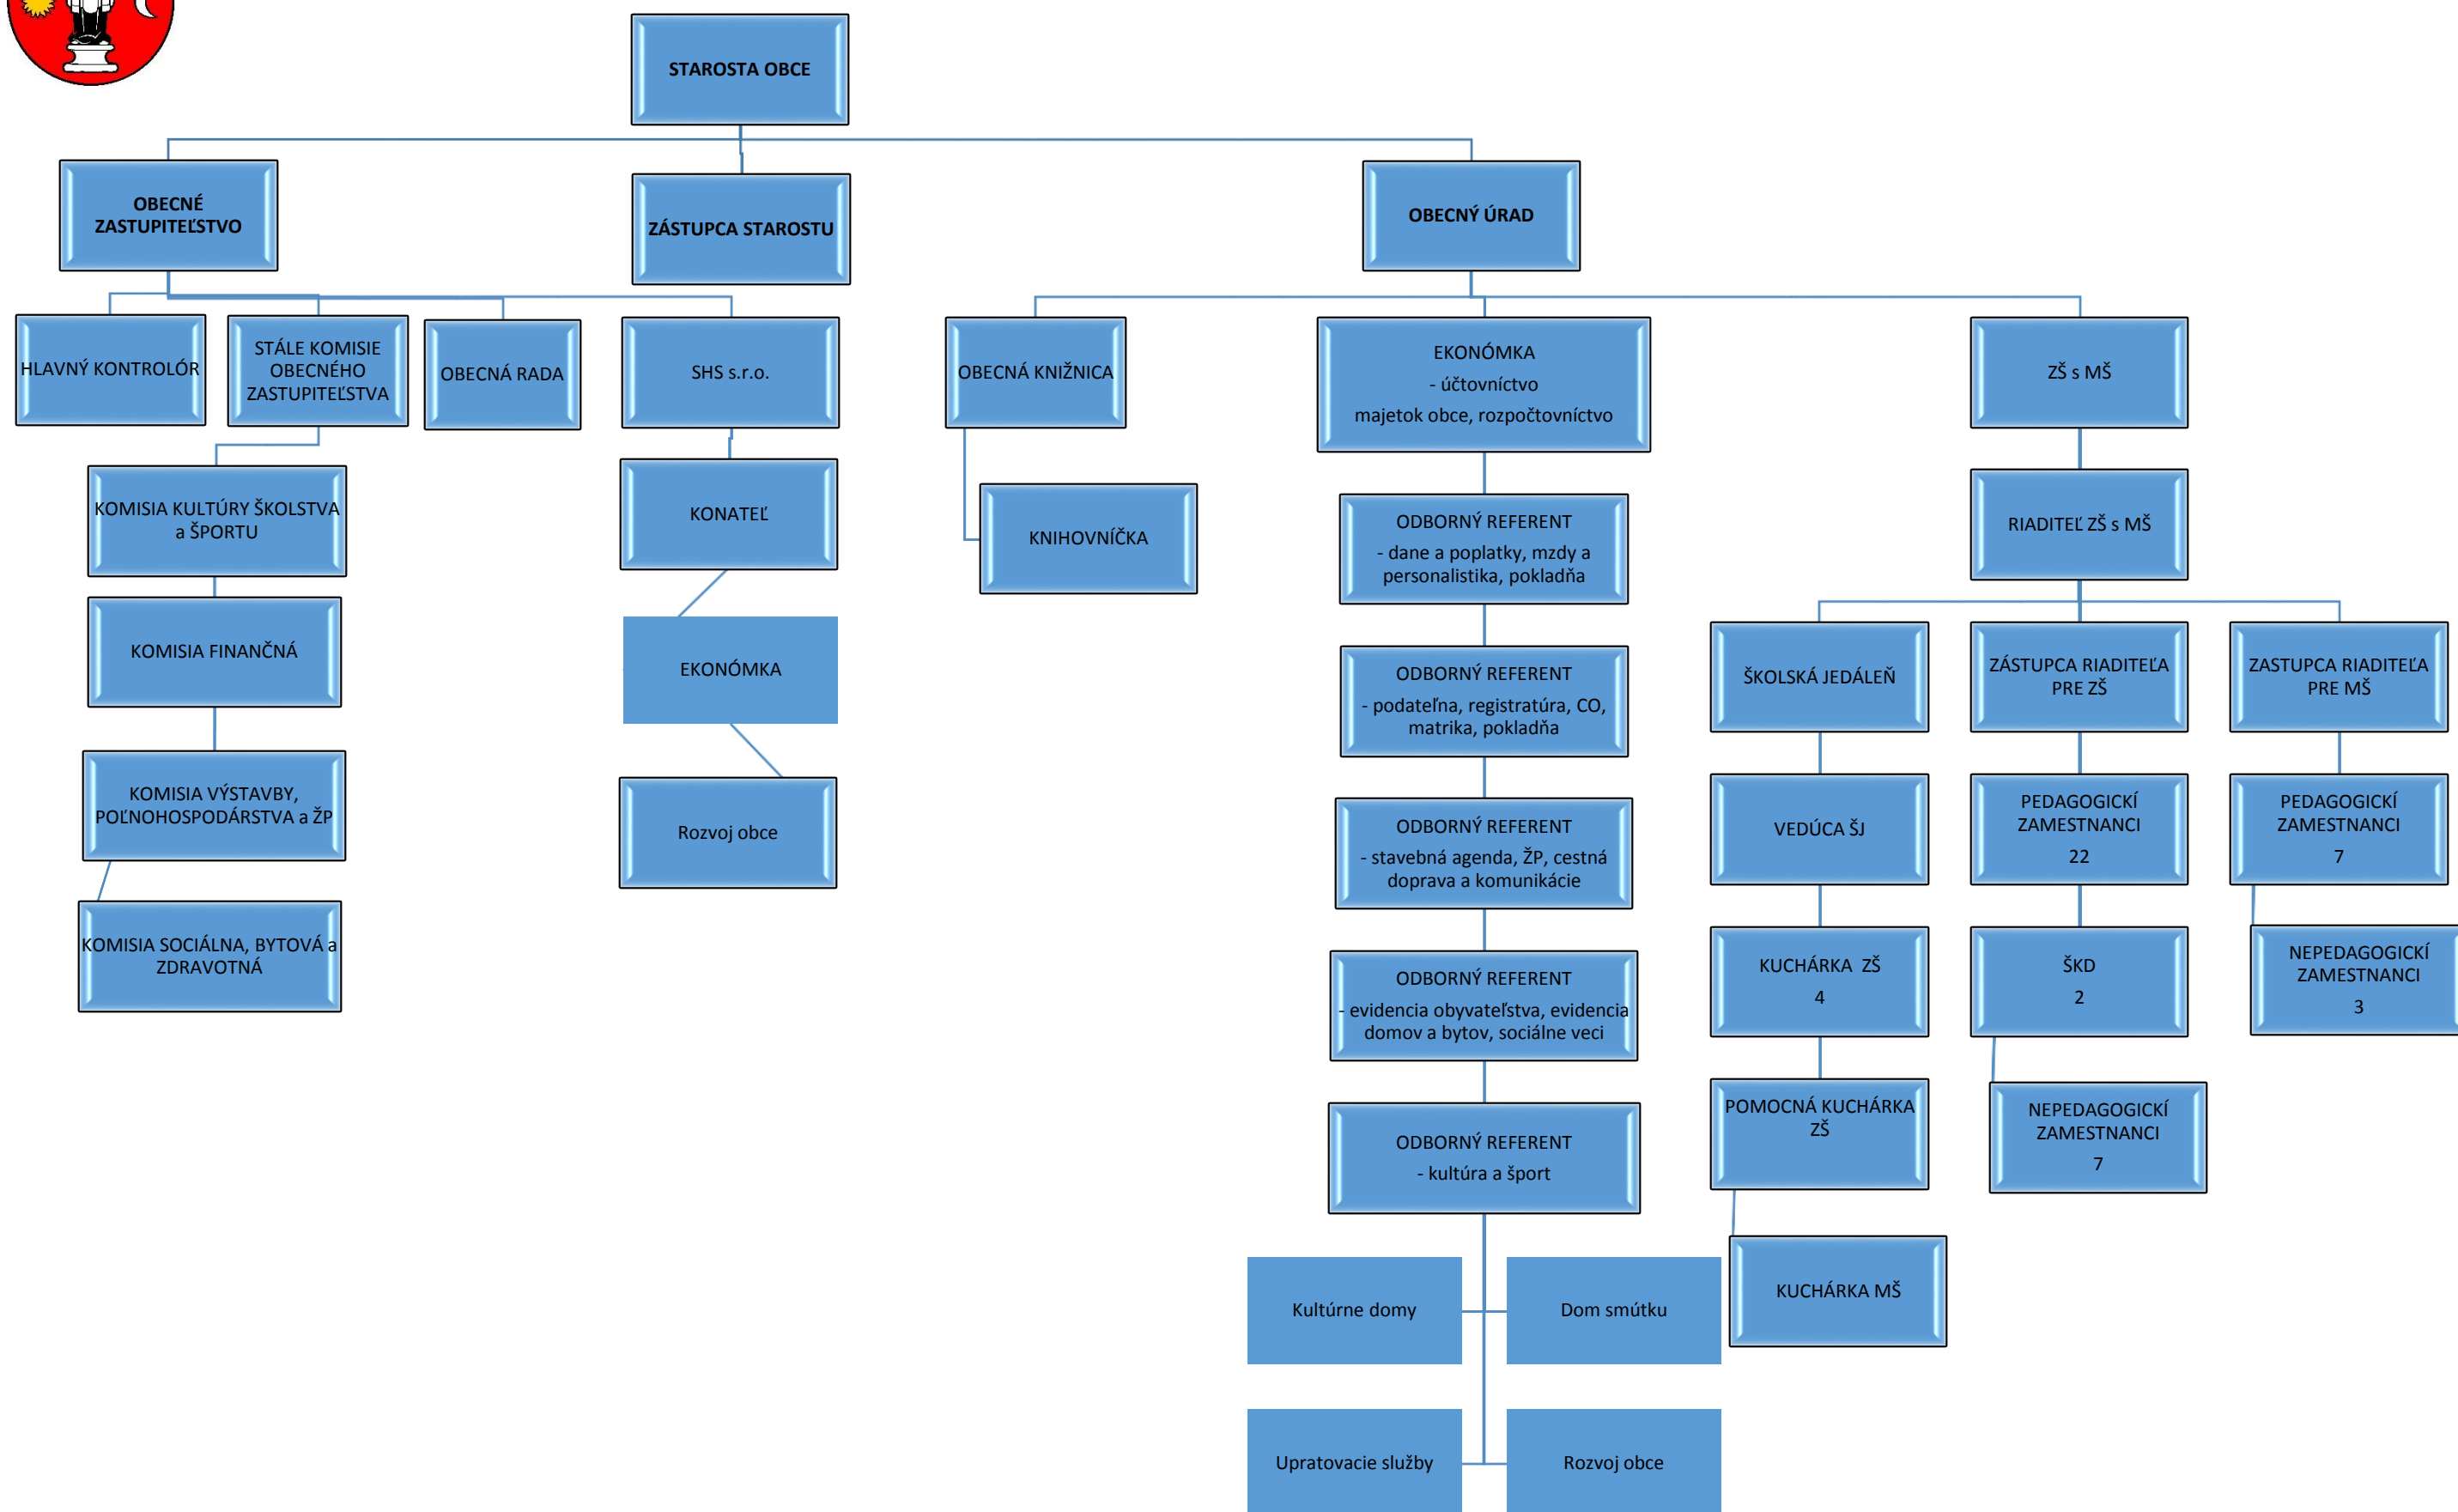 STAROSTA OBCE
OBECNÉ
ZASTUPITEĽSTVO
ZÁSTUPCA STAROSTU
OBECNÝ ÚRAD
HLAVNÝ KONTROLÓR
STÁLE KOMISIE
OBECNÉHO
ZASTUPITEĽSTVA
OBECNÁ RADA
SHS s.r.o.
OBECNÁ KNIŽNICA
EKONÓMKA
- účtovníctvo
majetok obce, rozpočtovníctvo
ZŠ s MŠ
KOMISIA KULTÚRY ŠKOLSTVA
a ŠPORTU
KONATEĽ
KNIHOVNÍČKA
ODBORNÝ REFERENT
- dane a poplatky, mzdy a
personalistika, pokladňa
RIADITEĽ ZŠ s MŠ
KOMISIA FINANČNÁ
EKONÓMKA
ODBORNÝ REFERENT
- podateľna, registratúra, CO,
matrika, pokladňa
ŠKOLSKÁ JEDÁLEŇ
ZÁSTUPCA RIADITEĽA
PRE ZŠ
ZASTUPCA RIADITEĽA
PRE MŠ
KOMISIA VÝSTAVBY,
POĽNOHOSPODÁRSTVA a ŽP
Rozvoj obce
ODBORNÝ REFERENT
- stavebná agenda, ŽP, cestná
doprava a komunikácie
VEDÚCA ŠJ
PEDAGOGICKÍ
ZAMESTNANCI
22
PEDAGOGICKÍ
ZAMESTNANCI
7
KOMISIA SOCIÁLNA, BYTOVÁ a
ZDRAVOTNÁ
ODBORNÝ REFERENT
- evidencia obyvateľstva, evidencia
domov a bytov, sociálne veci
KUCHÁRKA  ZŠ
4
ŠKD
2
NEPEDAGOGICKÍ
ZAMESTNANCI
3
ODBORNÝ REFERENT
- kultúra a šport
POMOCNÁ KUCHÁRKA
ZŠ
NEPEDAGOGICKÍ
ZAMESTNANCI
7
Kultúrne domy
Dom smútku
KUCHÁRKA MŠ
Upratovacie služby
Rozvoj obce